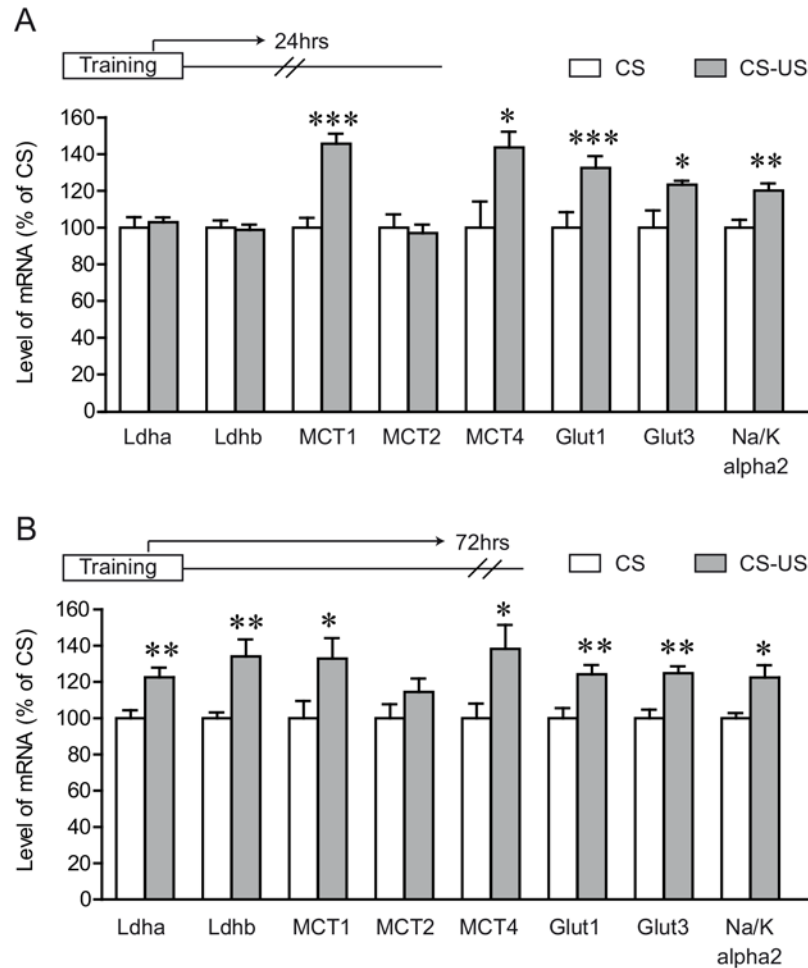 A
24hrs
Training
CS CS-US
Level of mRNA (% of CS)
160
140
120
100
80
60
40
20
0
*** * *** * **
Ldha Ldhb MCT1 MCT2 MCT4 Glut1 Glut3 Na/K
alpha2
B
72hrs
Training
CS CS-US
Level of mRNA (% of CS)
160
140
120
100
80
60
40
20
0
** ** * * ** ** *
Ldha Ldhb MCT1 MCT2 MCT4 Glut1 Glut3 Na/K
alpha2